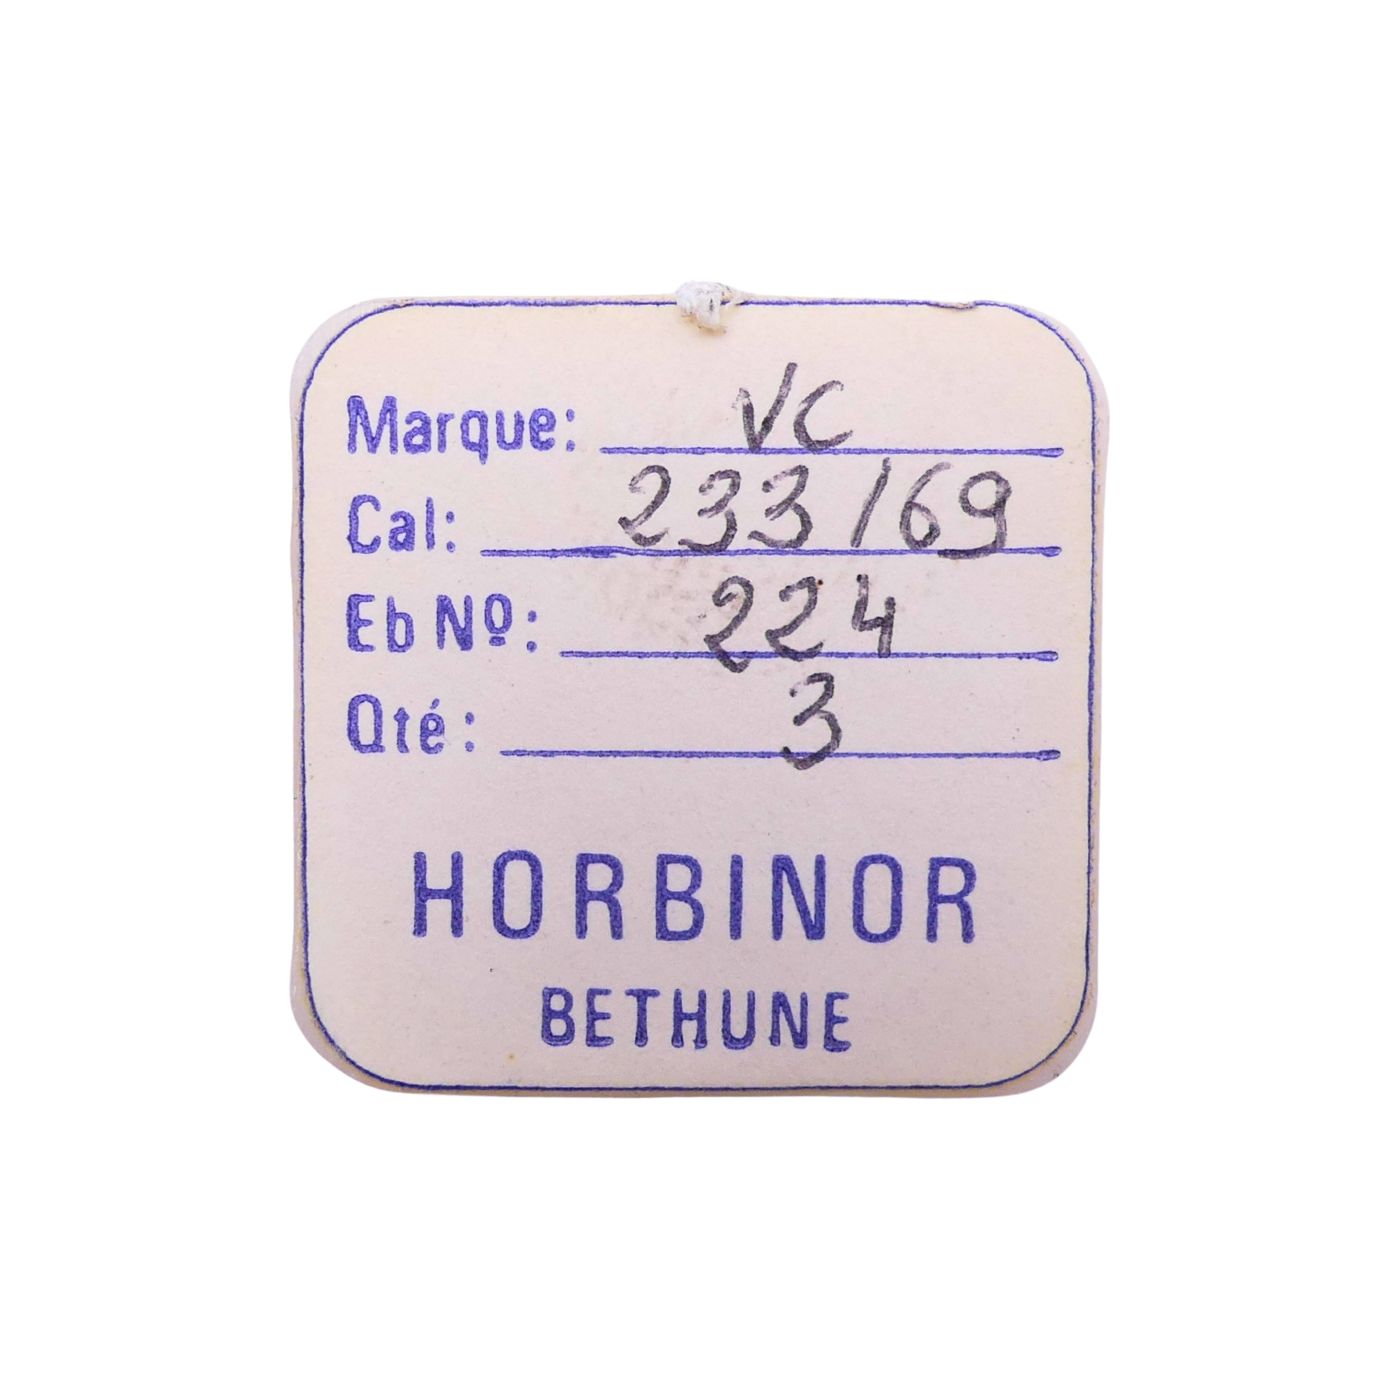 Marque: VC
Cal: 233/69
Eb Nº: 224
Qté: 3
HORBINOR
BETHUNE